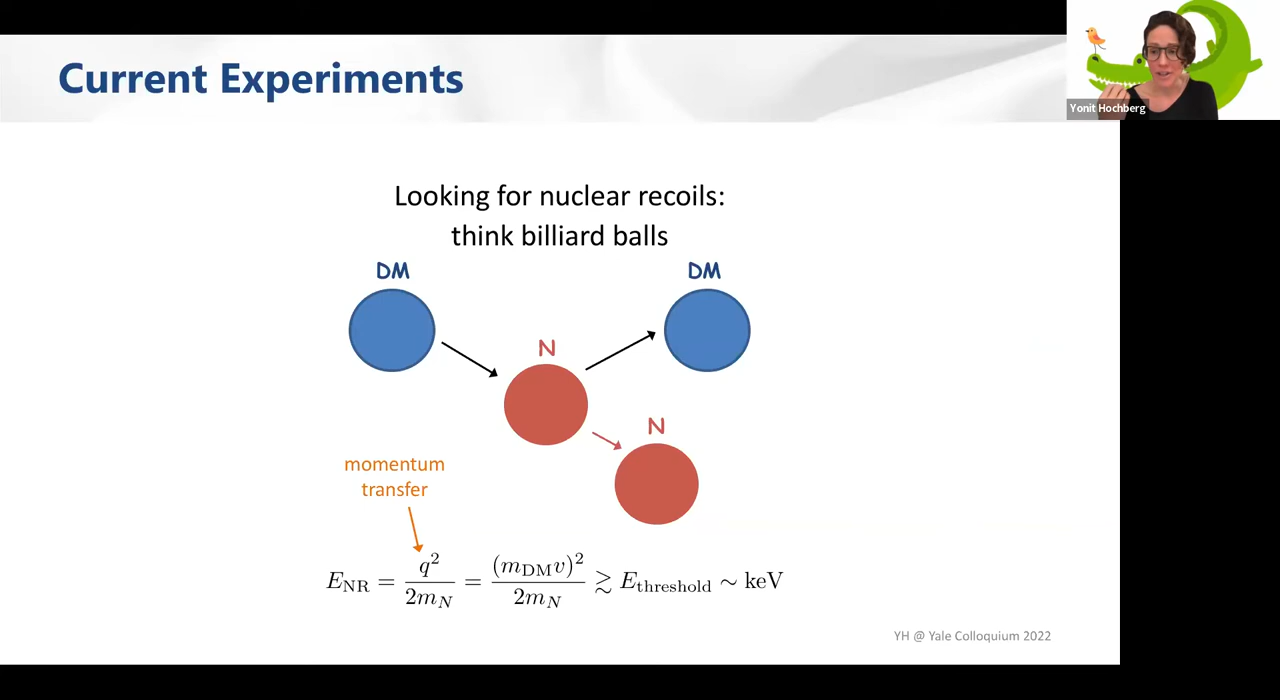 Current Experiments
Yonit Hochberg
Looking for nuclear recoils:
think billiard balls
DM
DM
N
N
momentum
transfer
E_NR = q²/2m_N = (m_DM v)²/2m_N ≳ E_threshold ∼ keV
YH @ Yale Colloquium 2022